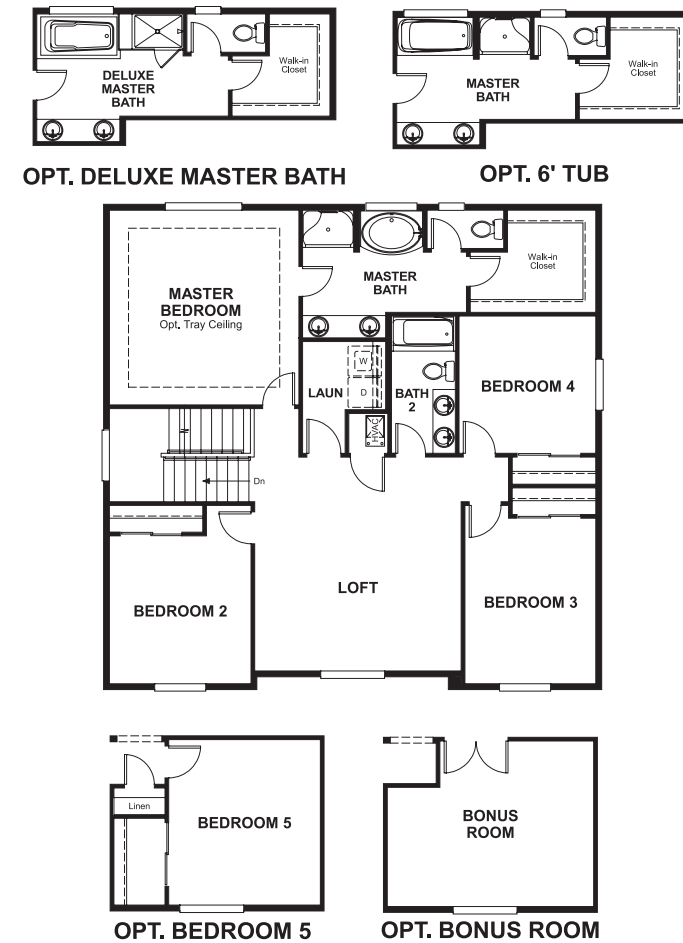 DELUXE
MASTER
BATH
Walk-in
Closet
OPT. DELUXE MASTER BATH
MASTER
BATH
Walk-in
Closet
OPT. 6' TUB
MASTER
BEDROOM
Opt. Tray Ceiling
MASTER
BATH
Walk-in
Closet
LAUN
W
D
HVAC
BATH
2
BEDROOM 4
Dn
BEDROOM 2
LOFT
BEDROOM 3
Linen
BEDROOM 5
OPT. BEDROOM 5
BONUS
ROOM
OPT. BONUS ROOM